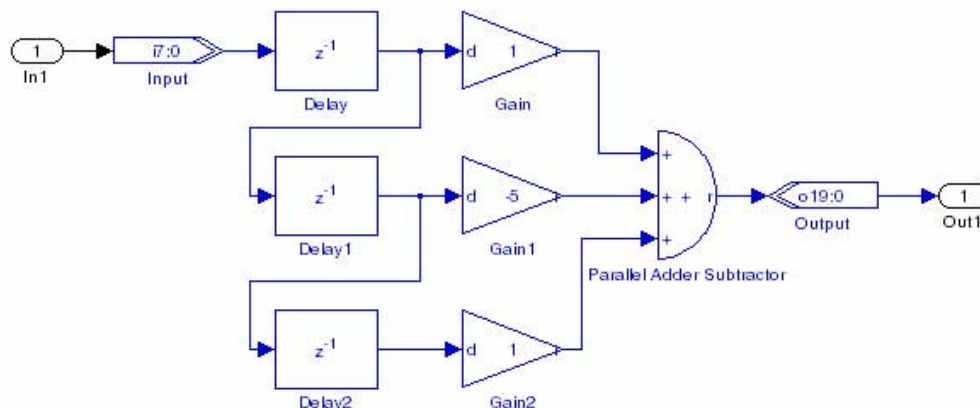 1
In1
i7:0
Input
z-1
Delay
d 1
Gain
z-1
Delay1
d -5
Gain1
z-1
Delay2
d 1
Gain2
+
+ + r
+
Parallel Adder Subtractor
o19:0
Output
1
Out1